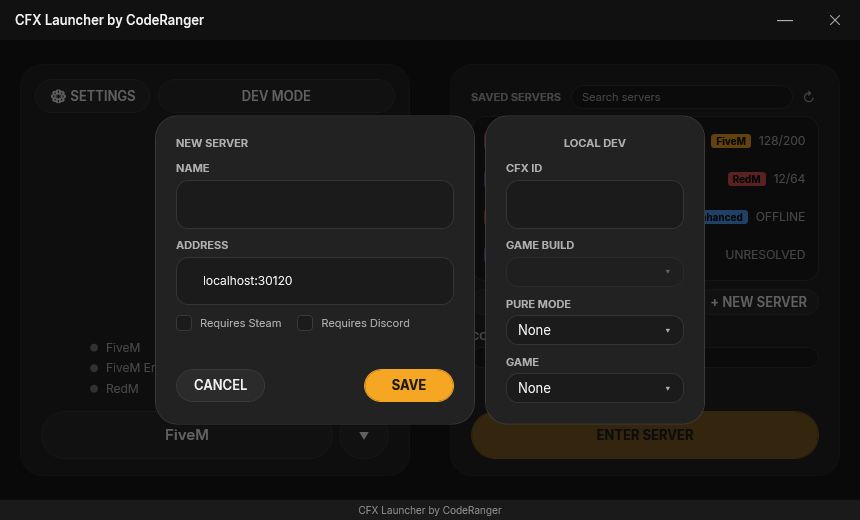 CFX Launcher by CodeRanger
SETTINGS
DEV MODE
SAVED SERVERS
Search servers
FiveM 128/200
RedM 12/64
OFFLINE
UNRESOLVED
+ NEW SERVER
NEW SERVER
NAME
ADDRESS
localhost:30120
Requires Steam
Requires Discord
CANCEL
SAVE
LOCAL DEV
CFX ID
GAME BUILD
PURE MODE
None
GAME
None
FiveM
FiveM
RedM
FiveM
ENTER SERVER
CFX Launcher by CodeRanger